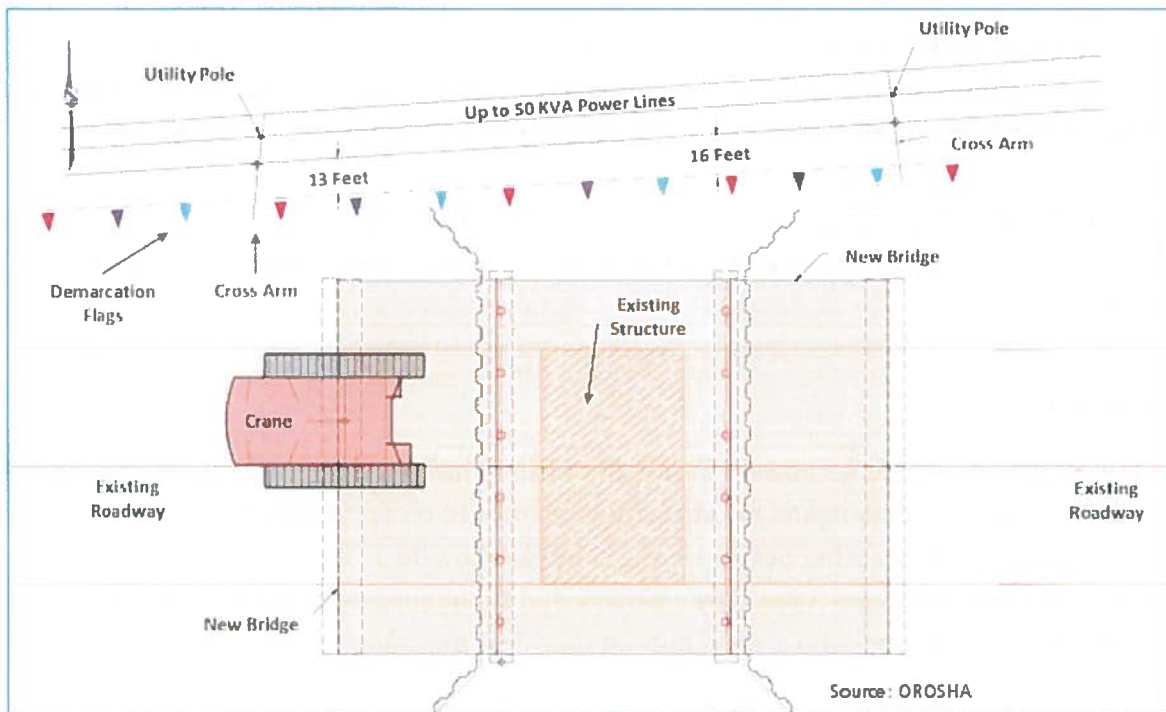 Utility Pole
Utility Pole
Up to 50 KVA Power Lines
Cross Arm
13 Feet
16 Feet
Demarcation
Flags
Cross Arm
New Bridge
Existing
Structure
Crane
Existing
Roadway
Existing
Roadway
New Bridge
Source: OROSHA